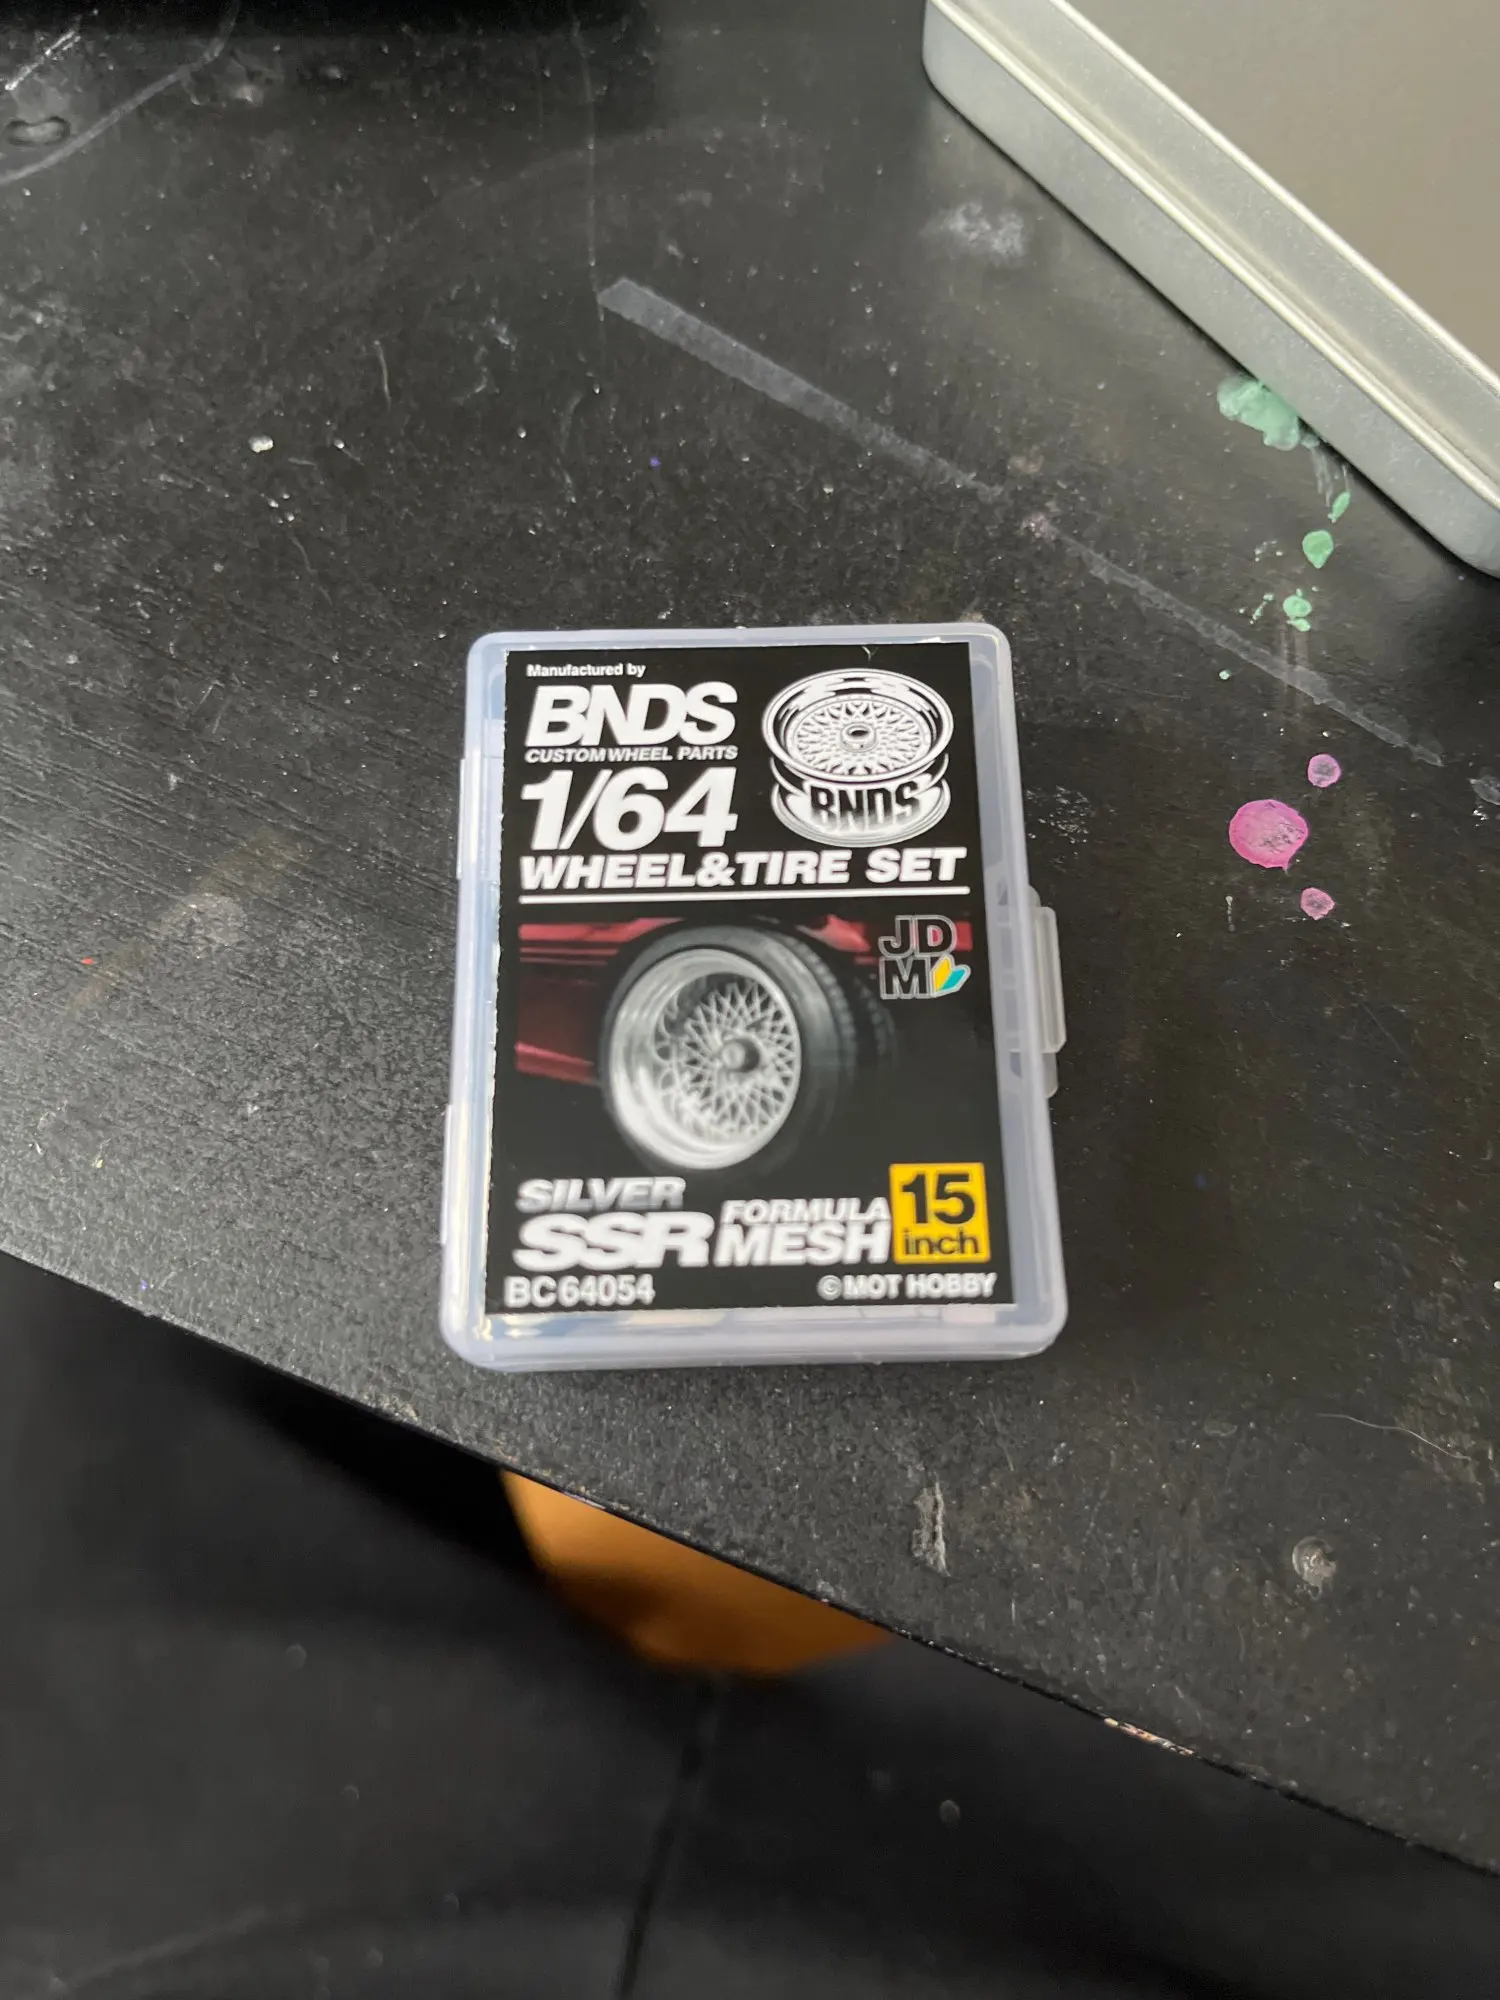 Manufactured by
BNDS
CUSTOM WHEEL PARTS
1/64
BNDS
WHEEL&TIRE SET
JD
M
SILVER
SSR FORMULA MESH
15
inch
BC64054
©MOT HOBBY